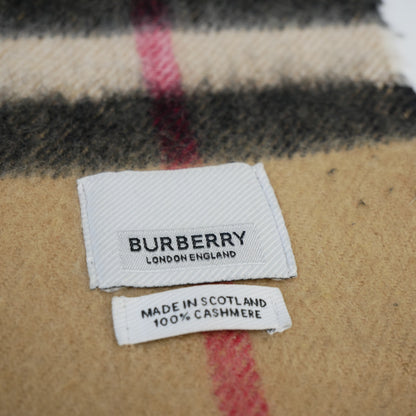 BURBERRY
LONDON ENGLAND
MADE IN SCOTLAND
100% CASHMERE